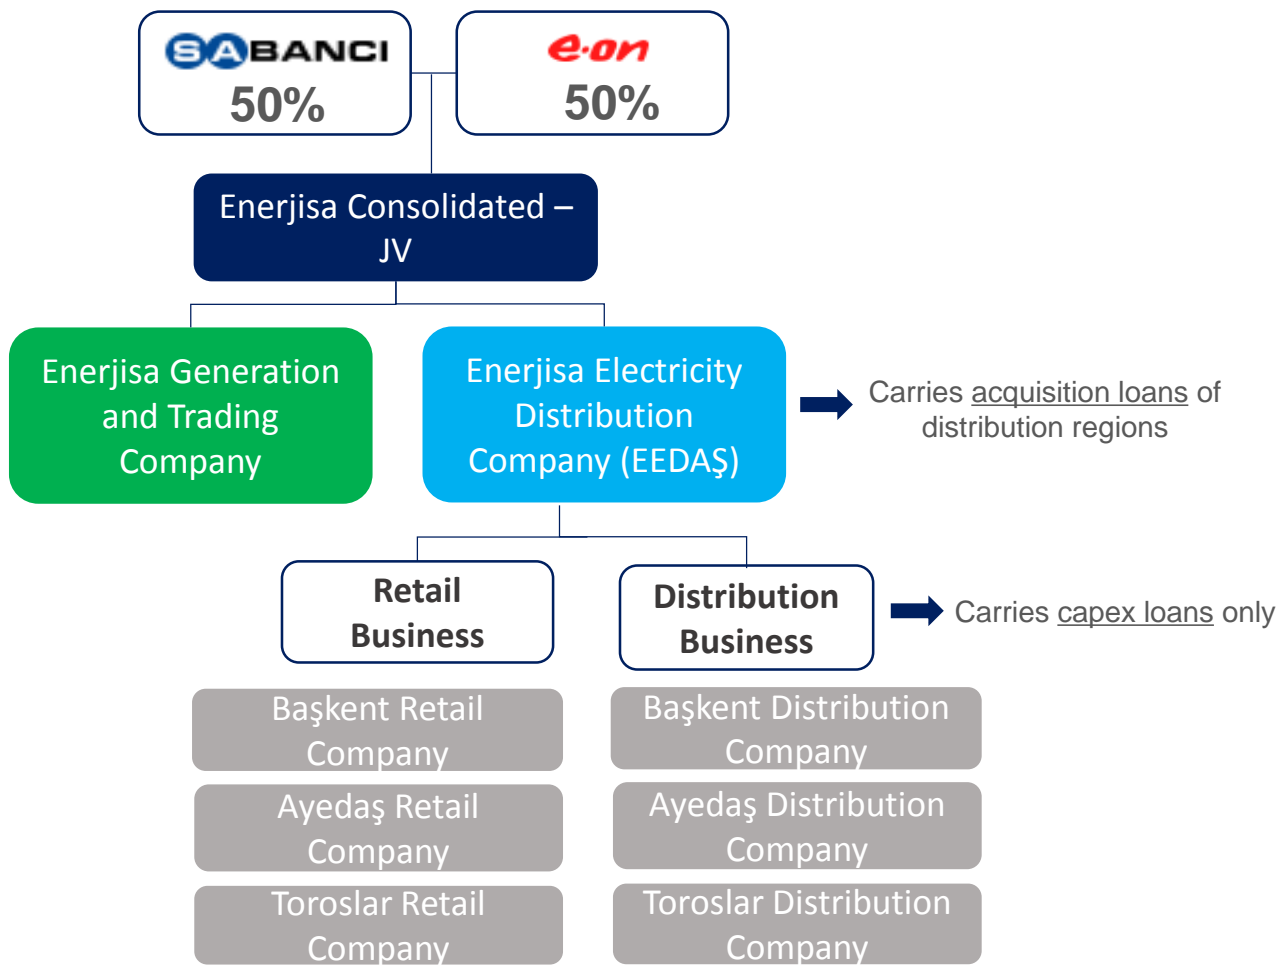 SABANCI
50%
e·on
50%
Enerjisa Consolidated –
JV
Enerjisa Generation
and Trading
Company
Enerjisa Electricity
Distribution
Company (EEDAŞ)
Carries acquisition loans of
distribution regions
Retail
Business
Distribution
Business
Carries capex loans only
Başkent Retail
Company
Başkent Distribution
Company
Ayedaş Retail
Company
Ayedaş Distribution
Company
Toroslar Retail
Company
Toroslar Distribution
Company